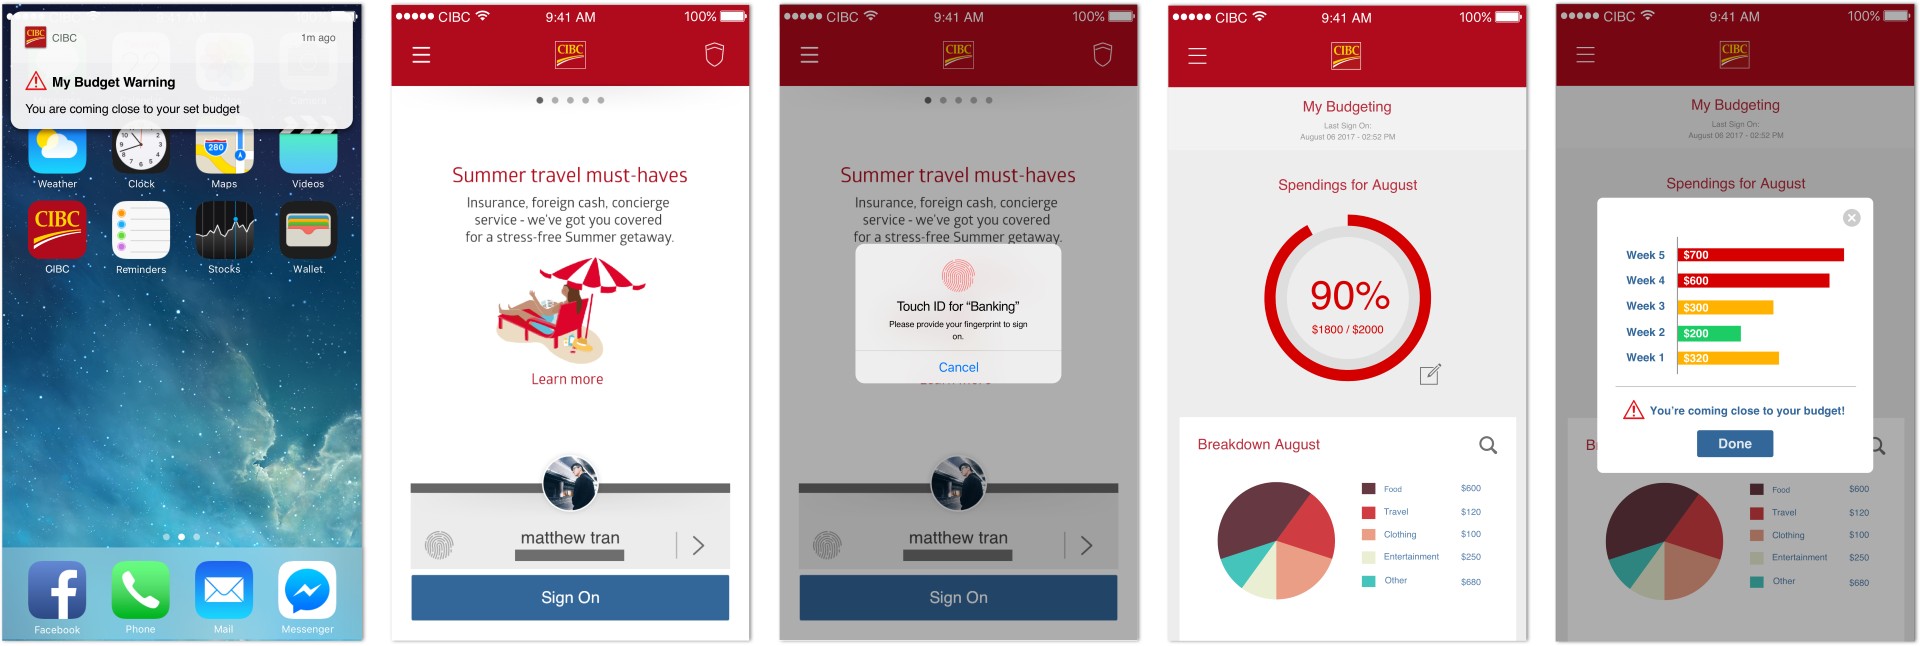 CIBC
1m ago
My Budget Warning
You are coming close to your set budget
280
Weather
Clock
Maps
Videos
CIBC
CIBC
Reminders
Stocks
Wallet
Facebook
Phone
Mail
Messenger
CIBC
9:41 AM
100%
CIBC
Summer travel must-haves
Insurance, foreign cash, concierge
service - we've got you covered
for a stress-free Summer getaway.
Learn more
matthew tran
Sign On
CIBC
9:41 AM
100%
CIBC
Summer travel must-haves
Insurance, foreign cash, concierge
service - we've got you covered
for a stress-free Summer getaway.
Touch ID for “Banking”
Please provide your fingerprint to sign
on.
Cancel
matthew tran
Sign On
CIBC
9:41 AM
100%
CIBC
My Budgeting
Last Sign On:
August 06 2017 - 02:52 PM
Spendings for August
90%
$1800 / $2000
Breakdown August
Food $600
Travel $120
Clothing $100
Entertainment $250
Other $680
CIBC
9:41 AM
100%
CIBC
My Budgeting
Last Sign On:
August 06 2017 - 02:52 PM
Spendings for August
Week 5 $700
Week 4 $600
Week 3 $300
Week 2 $200
Week 1 $320
You're coming close to your budget!
Done
Food $600
Travel $120
Clothing $100
Entertainment $250
Other $680